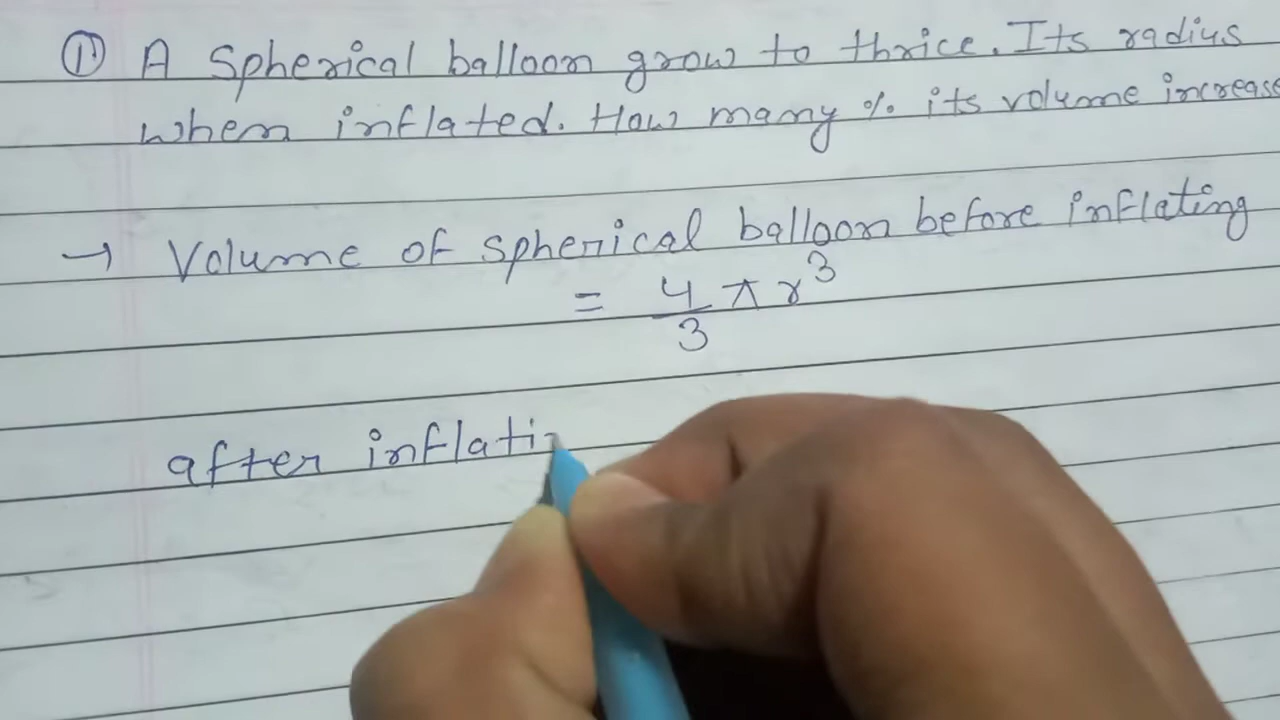 ① A Spherical balloon grow to thrice. Its radius
when inflated. How many % its volume increase
→ Volume of spherical balloon before inflating
= 4/3 π r³
after inflati